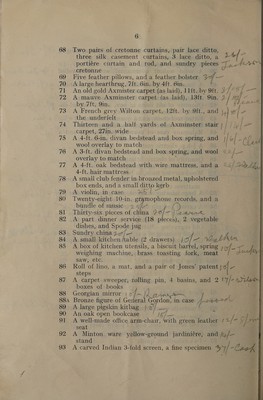 6
68 Two pairs of cretonne curtains, pair lace ditto,
three silk casement curtains, 3 lace ditto, a
portière curtain and rod, and sundry pieces
cretonne
69 Five feather pillows, and a feather bolster
70 A large hearthrug, 7ft. 6in. by 4ft. 6in.
71 An old gold Axminster carpet (as laid), 11ft. by 9ft.
72 A mauve Axminster carpet (as laid), 13ft. 9in.
by 7ft. 9in.
73 A French grey Wilton carpet, 12ft. by 9ft., and
the underfelt
74 Thirteen and a half yards of Axminster stair
carpet, 27in. wide
75 A 4-ft. 6-in. divan bedstead and box spring, and
wool overlay to match
76 A 3-ft. divan bedstead and box spring, and wool
overlay to match
77 A 4-ft. oak bedstead with wire mattress, and a
4-ft. hair mattress
78 A small club fender in bronzed metal, upholstered
box ends, and a small ditto kerb
79 A violin, in case
80 Twenty-eight 10-in. gramophone records, and a
bundle of music
81 Thirty-six pieces of china
82 A part dinner service (18 pieces), 2 vegetable
dishes, and Spode jug
83 Sundry china
84 A small kitchen table (2 drawers)
85 A box of kitchen utensils, a biscuit barrel, spring
weighing machine, brass toasting fork, meat
saw, etc.
86 Roll of lino, a mat, and a pair of Jones' patent
steps
87 A carpet sweeper, rolling pin, 4 basins, and 2
boxes of books
88 Georgian mirror
88a Bronze figure of General Gordon, in case
89 A large pigskin kitbag
90 An oak open bookcase
91 A well-made office arm-chair, with green leather
seat
92 A Minton ware yellow-ground jardinière, and
stand
93 A carved Indian 3-fold screen, a fine specimen